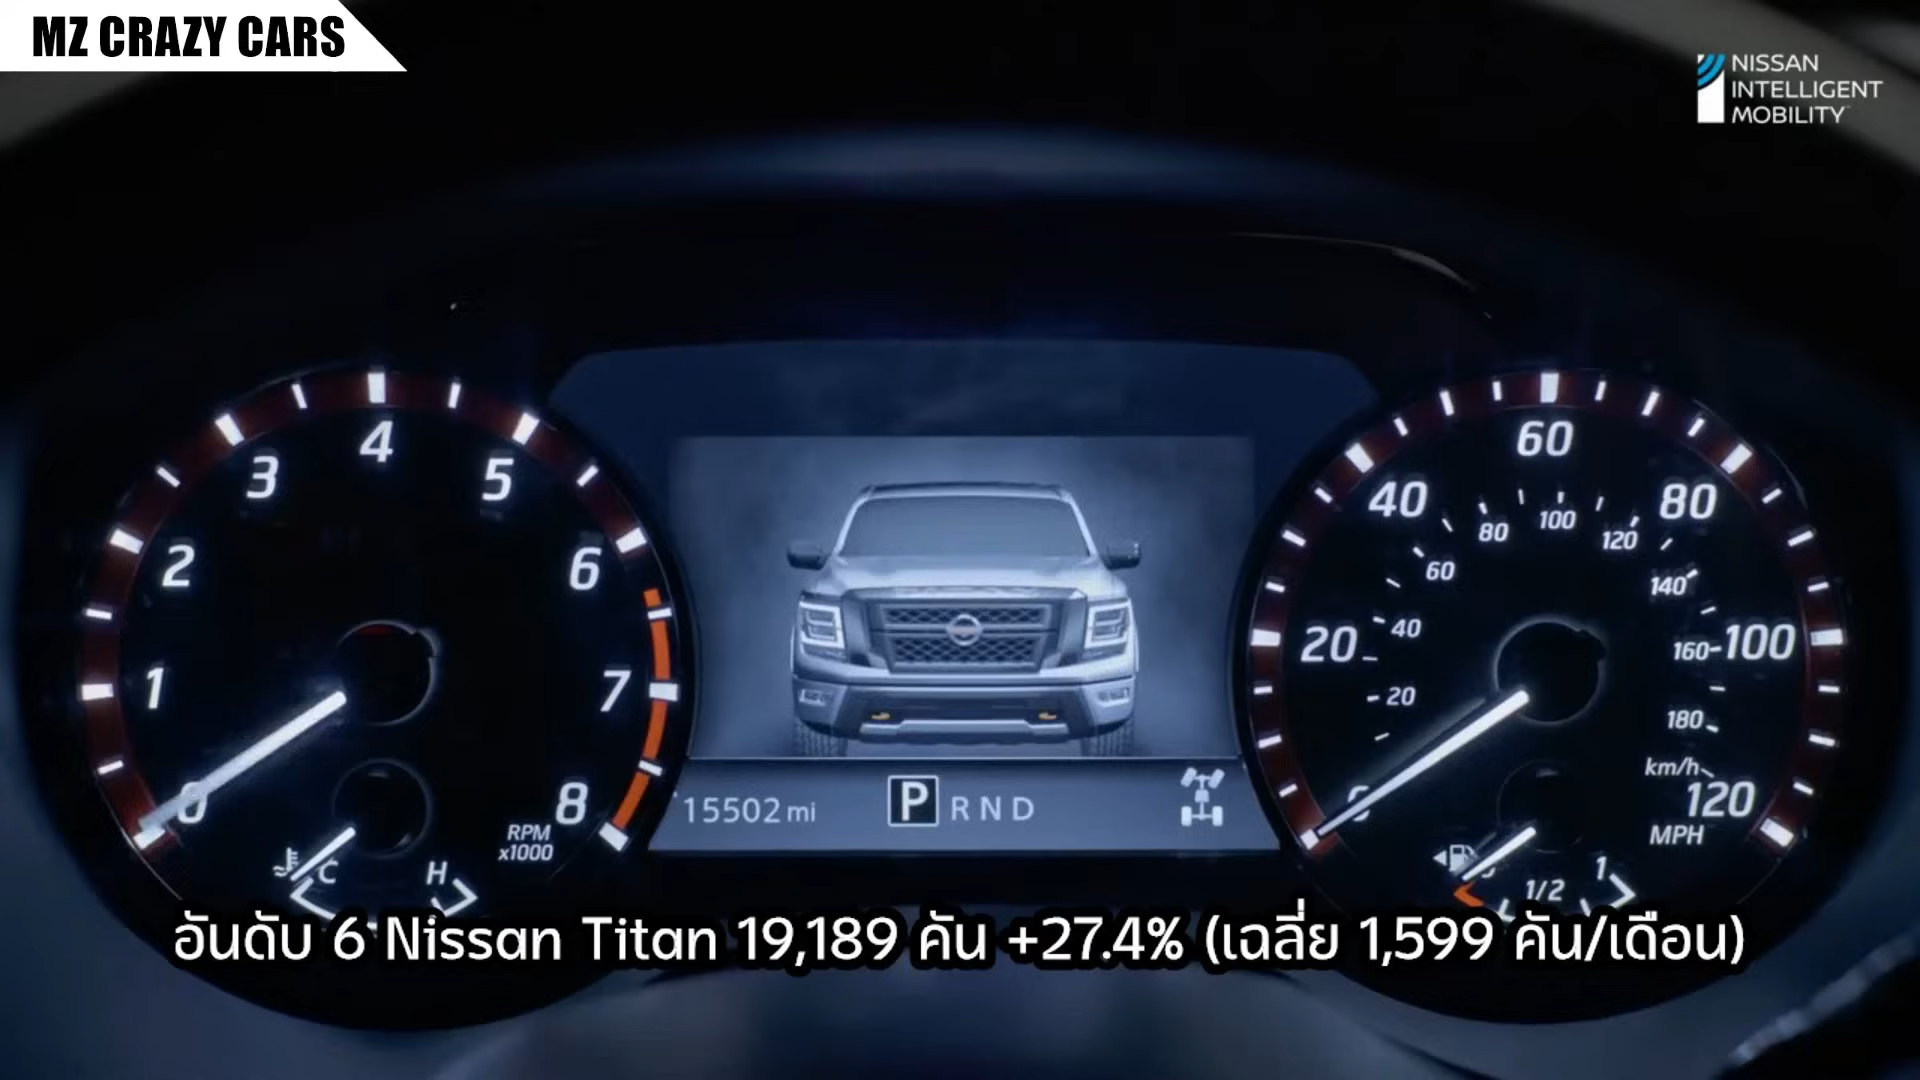 MZ CRAZY CARS
NISSAN
INTELLIGENT
MOBILITY
0 1 2 3 4 5 6 7 8
RPM
x1000
C H
15502 mi
P R N D
20 40 60 80 100 120
MPH
20 40 60 80 100 120 140 160 180
km/h
1/2 1
อันดับ 6 Nissan Titan 19,189 คัน +27.4% (เฉลี่ย 1,599 คัน/เดือน)